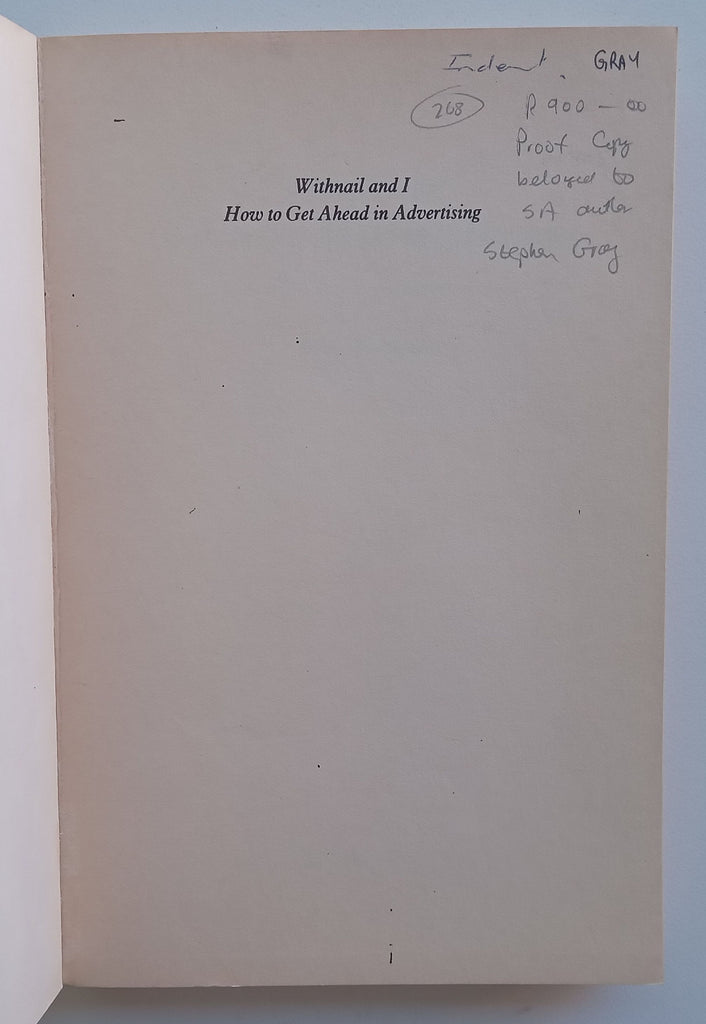 Indent. GRAY
268 R 900 — 00
Proof Copy
belonged to
SA author
Stephen Gray
Withnail and I
How to Get Ahead in Advertising
i